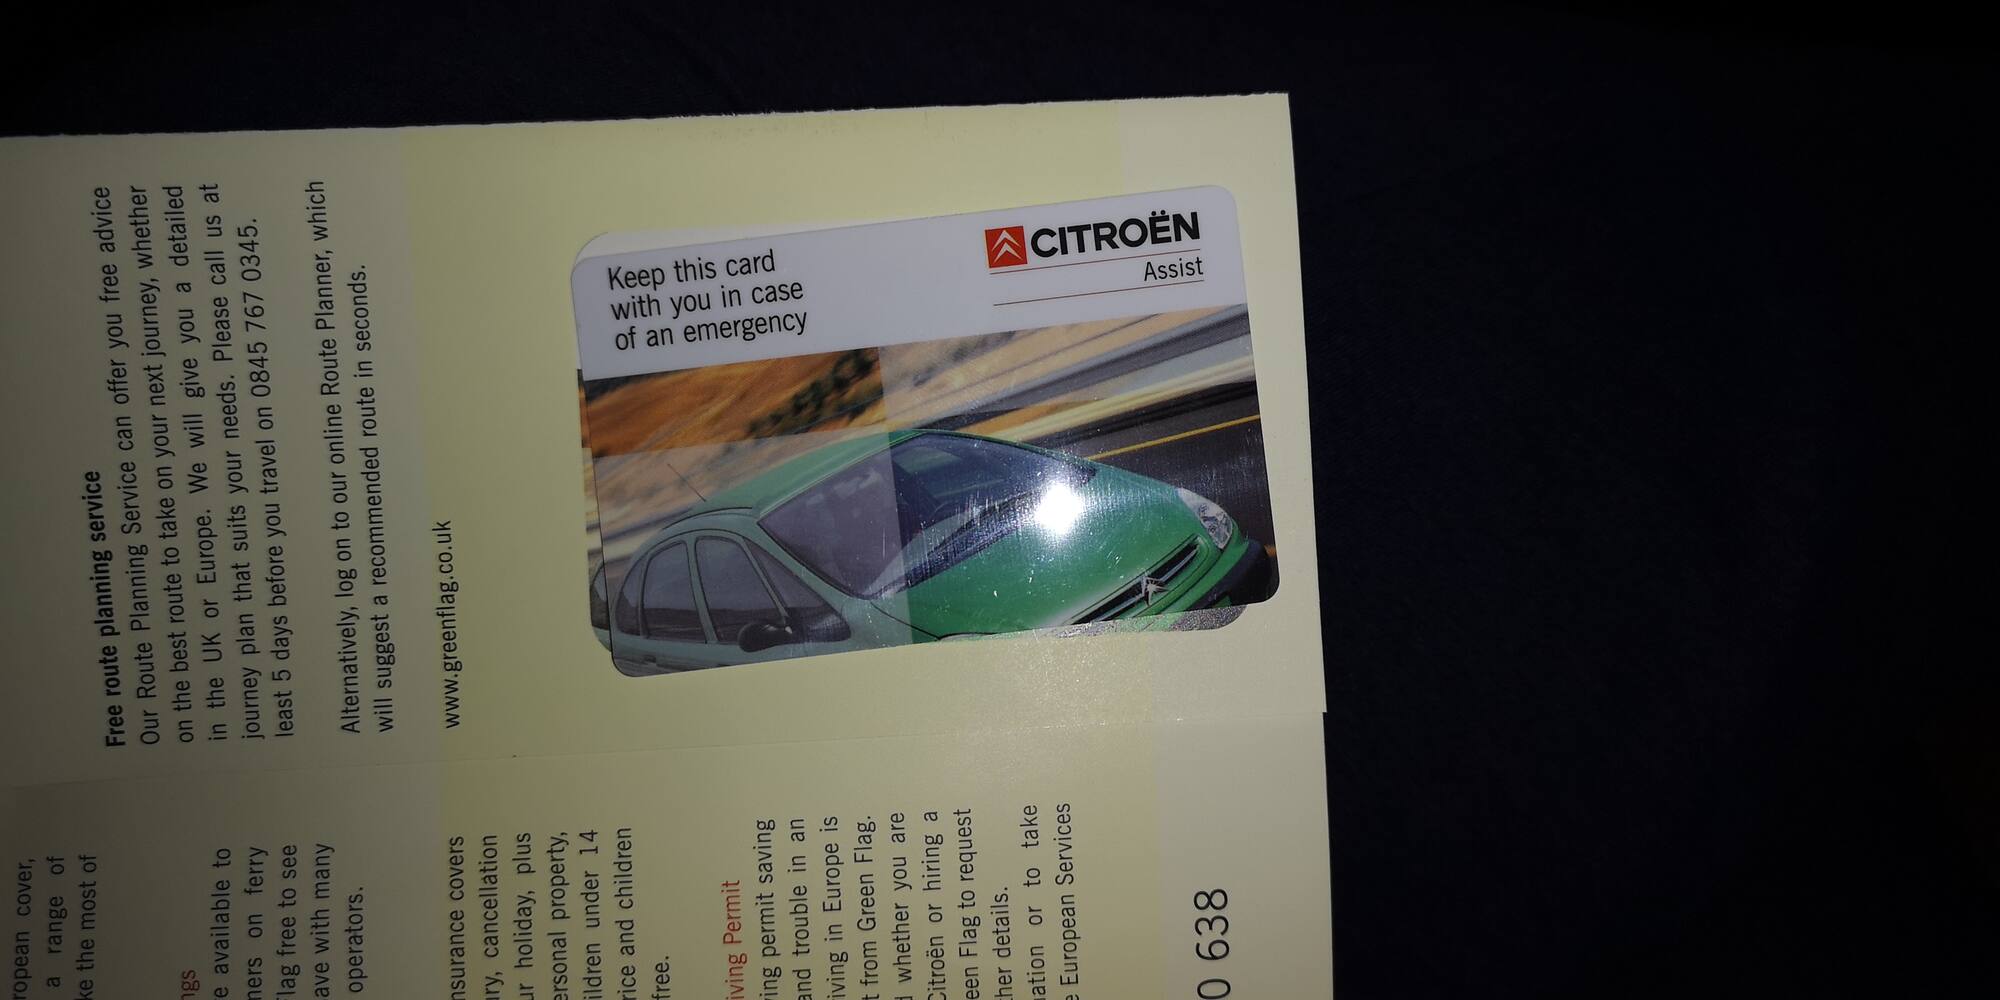 Free route planning service
Our Route Planning Service can offer you free advice
on the best route to take on your next journey, whether
in the UK or Europe. We will give you a detailed
journey plan that suits your needs. Please call us at
least 5 days before you travel on 0845 767 0345.
Alternatively, log on to our online Route Planner, which
will suggest a recommended route in seconds.
www.greenflag.co.uk
Keep this card
with you in case
of an emergency
CITROËN
Assist
ropean cover,
a range of
ke the most of
ngs
e available to
ners on ferry
lag free to see
ave with many
operators.
nsurance covers
ry, cancellation
ur holiday, plus
ersonal property,
ildren under 14
rice and children
free.
iving Permit
ing permit saving
and trouble in an
iving in Europe is
t from Green Flag.
d whether you are
Citroën or hiring a
een Flag to request
her details.
ation or to take
e European Services
0 638